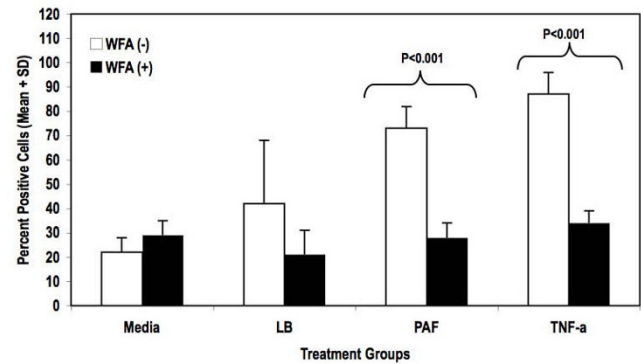 Percent Positive Cells (Mean + SD)
120
110
100
90
80
70
60
50
40
30
20
10
0
WFA (-)
WFA (+)
P<0.001
P<0.001
Media LB PAF TNF-a
Treatment Groups